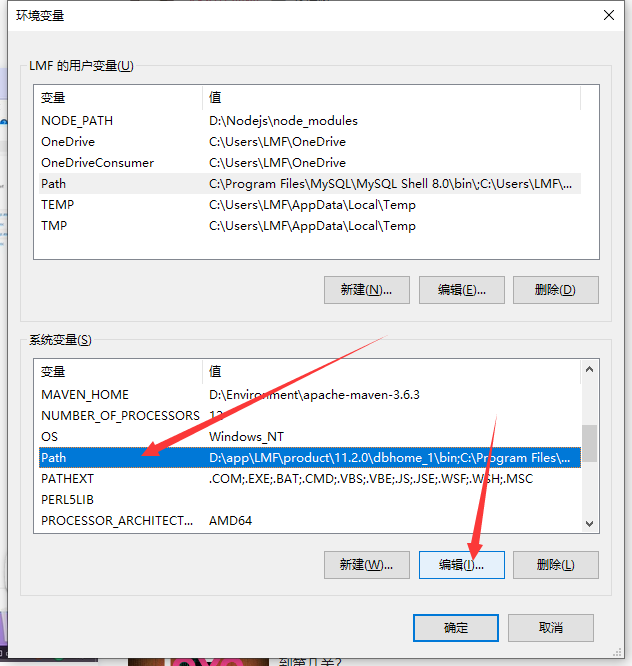 环境变量
LMF 的用户变量(U)
变量 值
NODE_PATH D:\Nodejs\node_modules
OneDrive C:\Users\LMF\OneDrive
OneDriveConsumer C:\Users\LMF\OneDrive
Path C:\Program Files\MySQL\MySQL Shell 8.0\bin\;C:\Users\LMF\...
TEMP C:\Users\LMF\AppData\Local\Temp
TMP C:\Users\LMF\AppData\Local\Temp
新建(N)... 编辑(E)... 删除(D)
系统变量(S)
变量 值
MAVEN_HOME D:\Environment\apache-maven-3.6.3
NUMBER_OF_PROCESSORS 12
OS Windows_NT
Path D:\app\LMF\product\11.2.0\dbhome_1\bin;C:\Program Files\...
PATHEXT .COM;.EXE;.BAT;.CMD;.VBS;.VBE;.JS;.JSE;.WSF;.WSH;.MSC
PERL5LIB
PROCESSOR_ARCHITECT... AMD64
新建(W)... 编辑(I)... 删除(L)
确定 取消